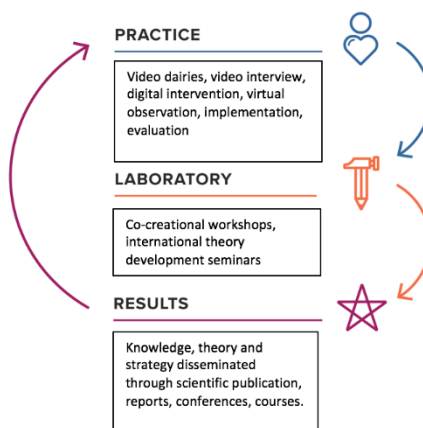 PRACTICE
Video dairies, video interview,
digital intervention, virtual
observation, implementation,
evaluation
LABORATORY
Co-creational workshops,
international theory
development seminars
RESULTS
Knowledge, theory and
strategy disseminated
through scientific publication,
reports, conferences, courses.